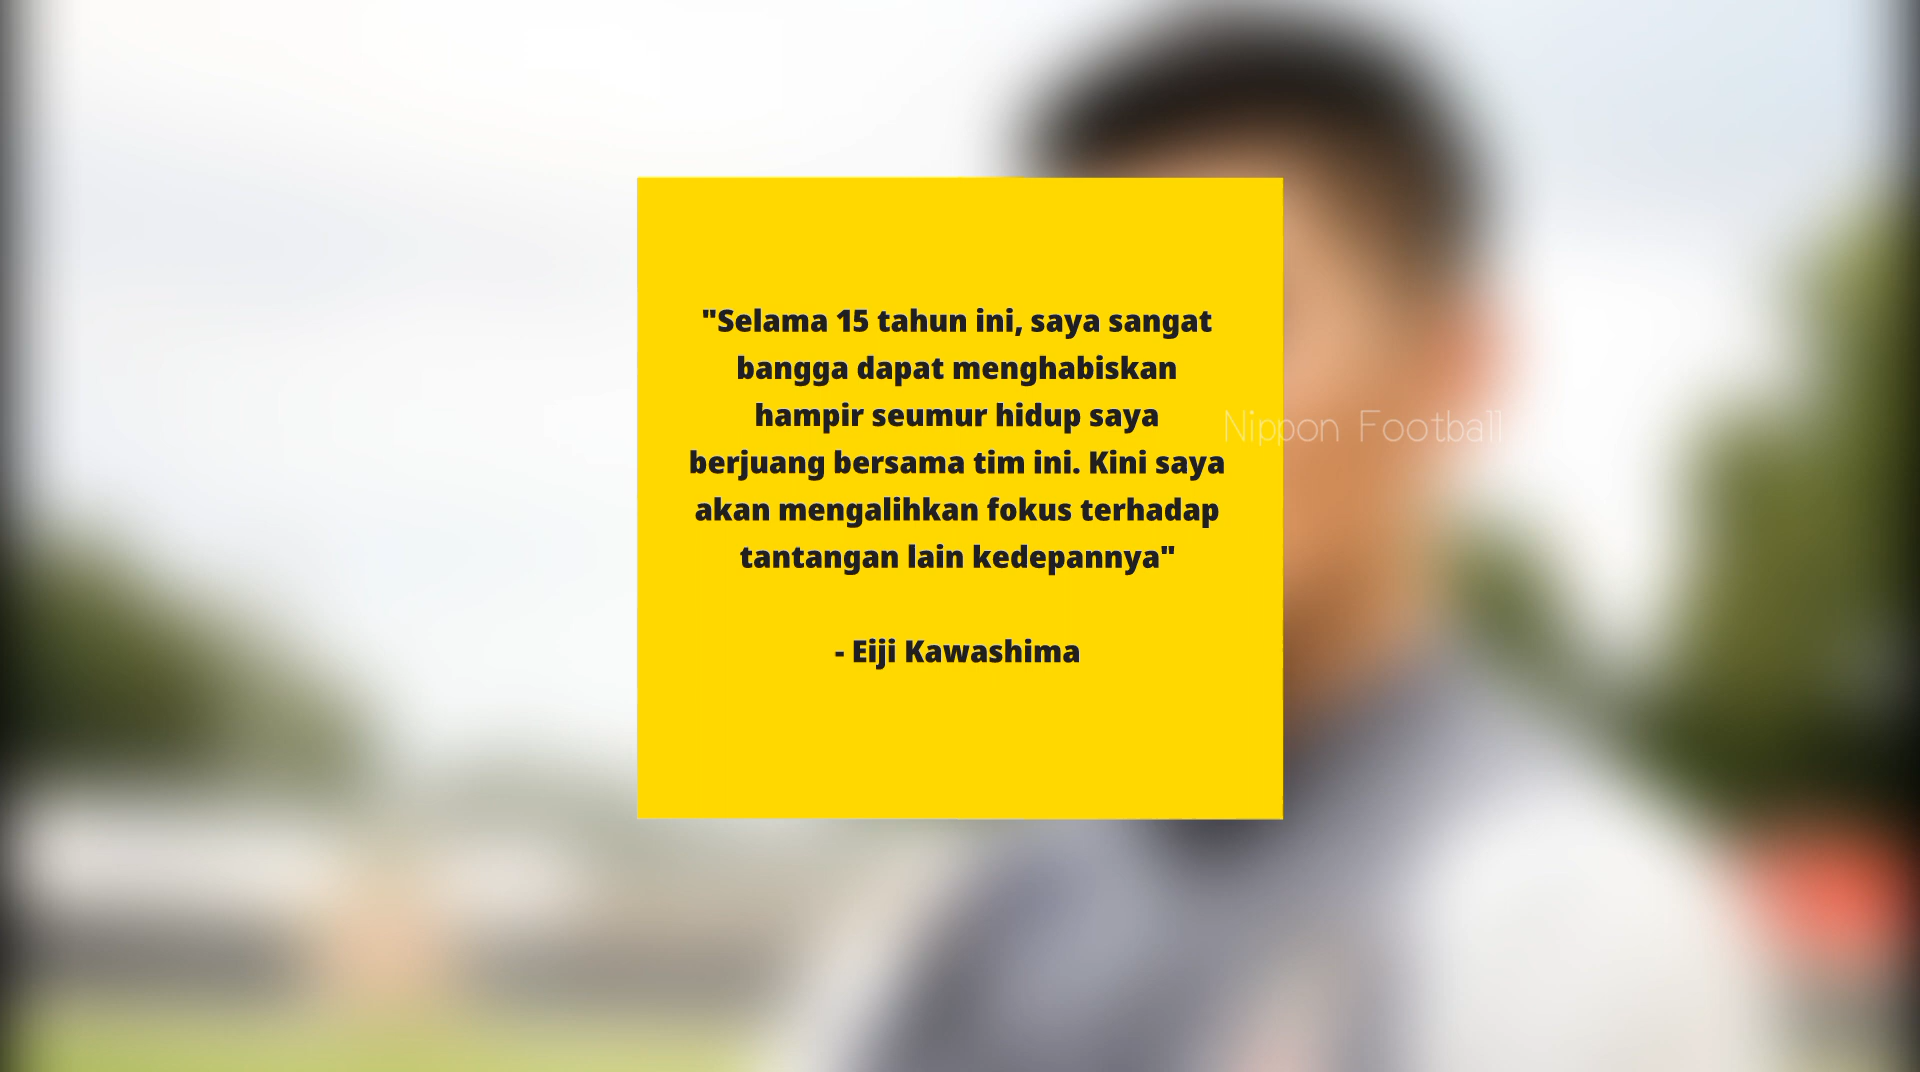 "Selama 15 tahun ini, saya sangat
bangga dapat menghabiskan
hampir seumur hidup saya
berjuang bersama tim ini. Kini saya
akan mengalihkan fokus terhadap
tantangan lain kedepannya"
- Eiji Kawashima
Nippon Football